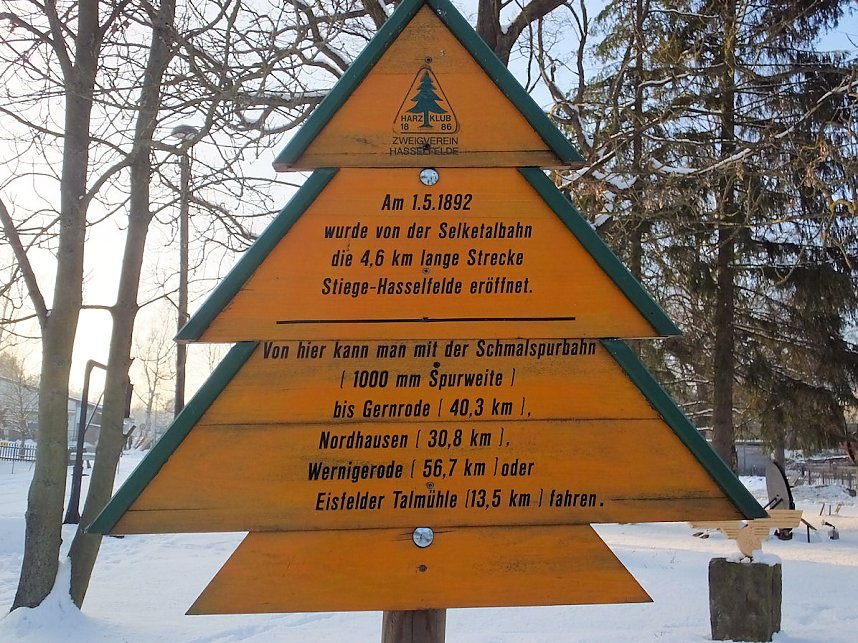 HARZ KLUB
18 86
ZWEIGVEREIN
HASSELFELDE
Am 1.5.1892
wurde von der Selketalbahn
die 4,6 km lange Strecke
Stiege-Hasselfelde eröffnet.
Von hier kann man mit der Schmalspurbahn
( 1000 mm Spurweite )
bis Gernrode ( 40,3 km ),
Nordhausen ( 30,8 km ),
Wernigerode ( 56,7 km ) oder
Eisfelder Talmühle (13,5 km ) fahren.